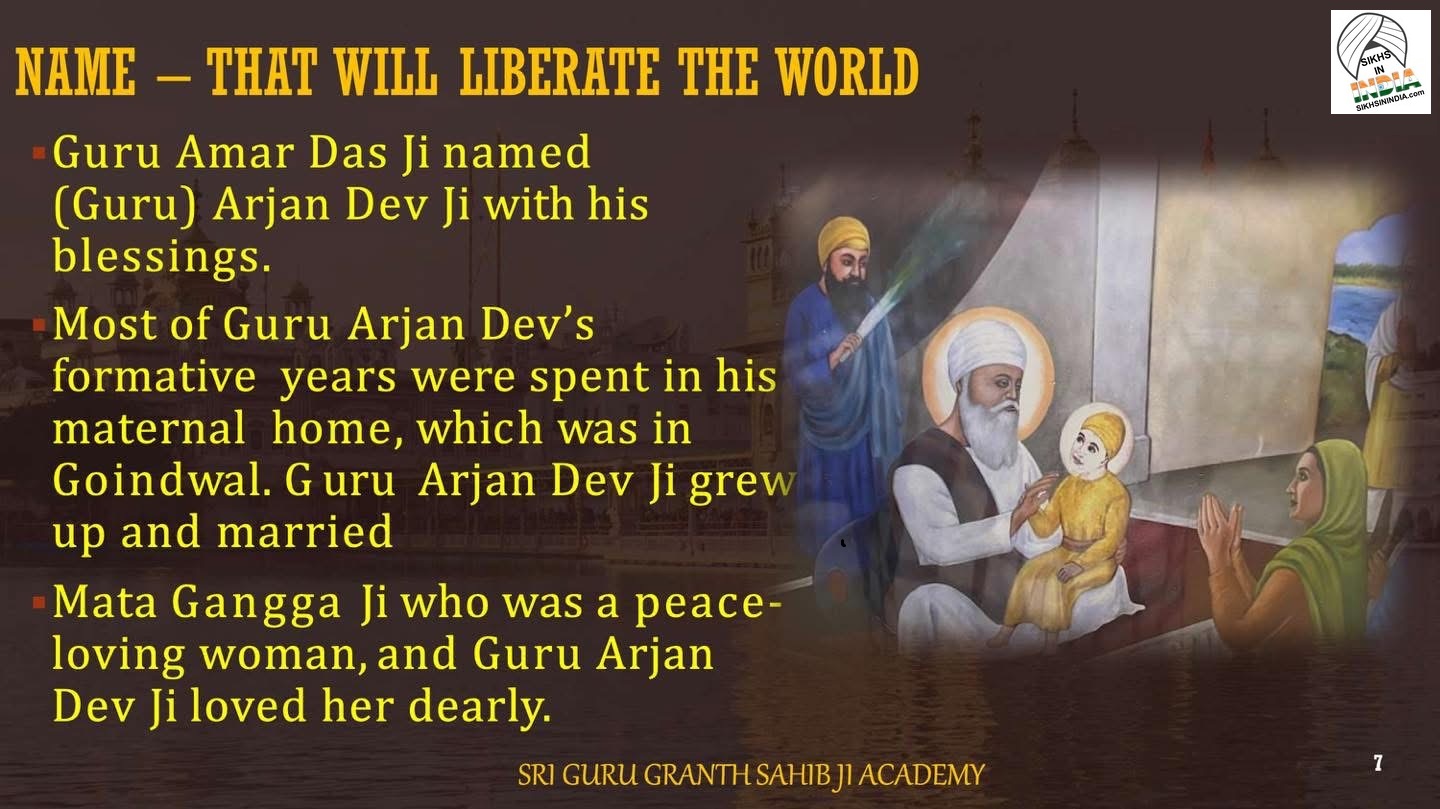 NAME – THAT WILL LIBERATE THE WORLD
SIKHS
IN
INDIA
SIKHSININDIA.com
Guru Amar Das Ji named
(Guru) Arjan Dev Ji with his
blessings.
Most of Guru Arjan Dev’s
formative years were spent in his
maternal home, which was in
Goindwal. G uru Arjan Dev Ji grew
up and married
Mata Gangga Ji who was a peace-
loving woman, and Guru Arjan
Dev Ji loved her dearly.
SRI GURU GRANTH SAHIB JI ACADEMY
7